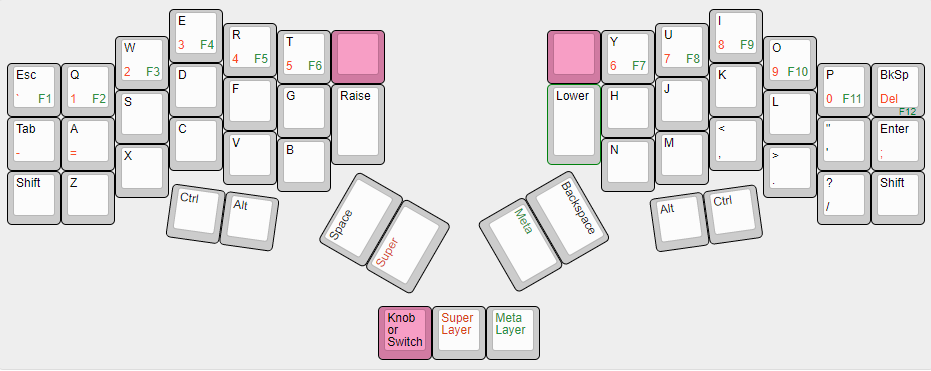 Esc
` F1
Q
1 F2
W
2 F3
E
3 F4
R
4 F5
T
5 F6
Y
6 F7
U
7 F8
I
8 F9
O
9 F10
P
0 F11
BkSp
Del
F12
Tab
-
A
=
S
D
F
G
Raise
Lower
H
J
K
L
"
'
Enter
;
Shift
Z
X
C
V
B
N
M
<
,
>
.
?
/
Shift
Ctrl
Alt
Space
Super
Meta
Backspace
Alt
Ctrl
Knob
or
Switch
Super
Layer
Meta
Layer